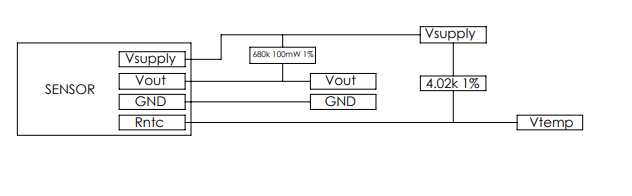 Vsupply
680k 100mW 1%
Vsupply
SENSOR
Vout
Vout
4.02k 1%
GND
GND
Rntc
Vtemp